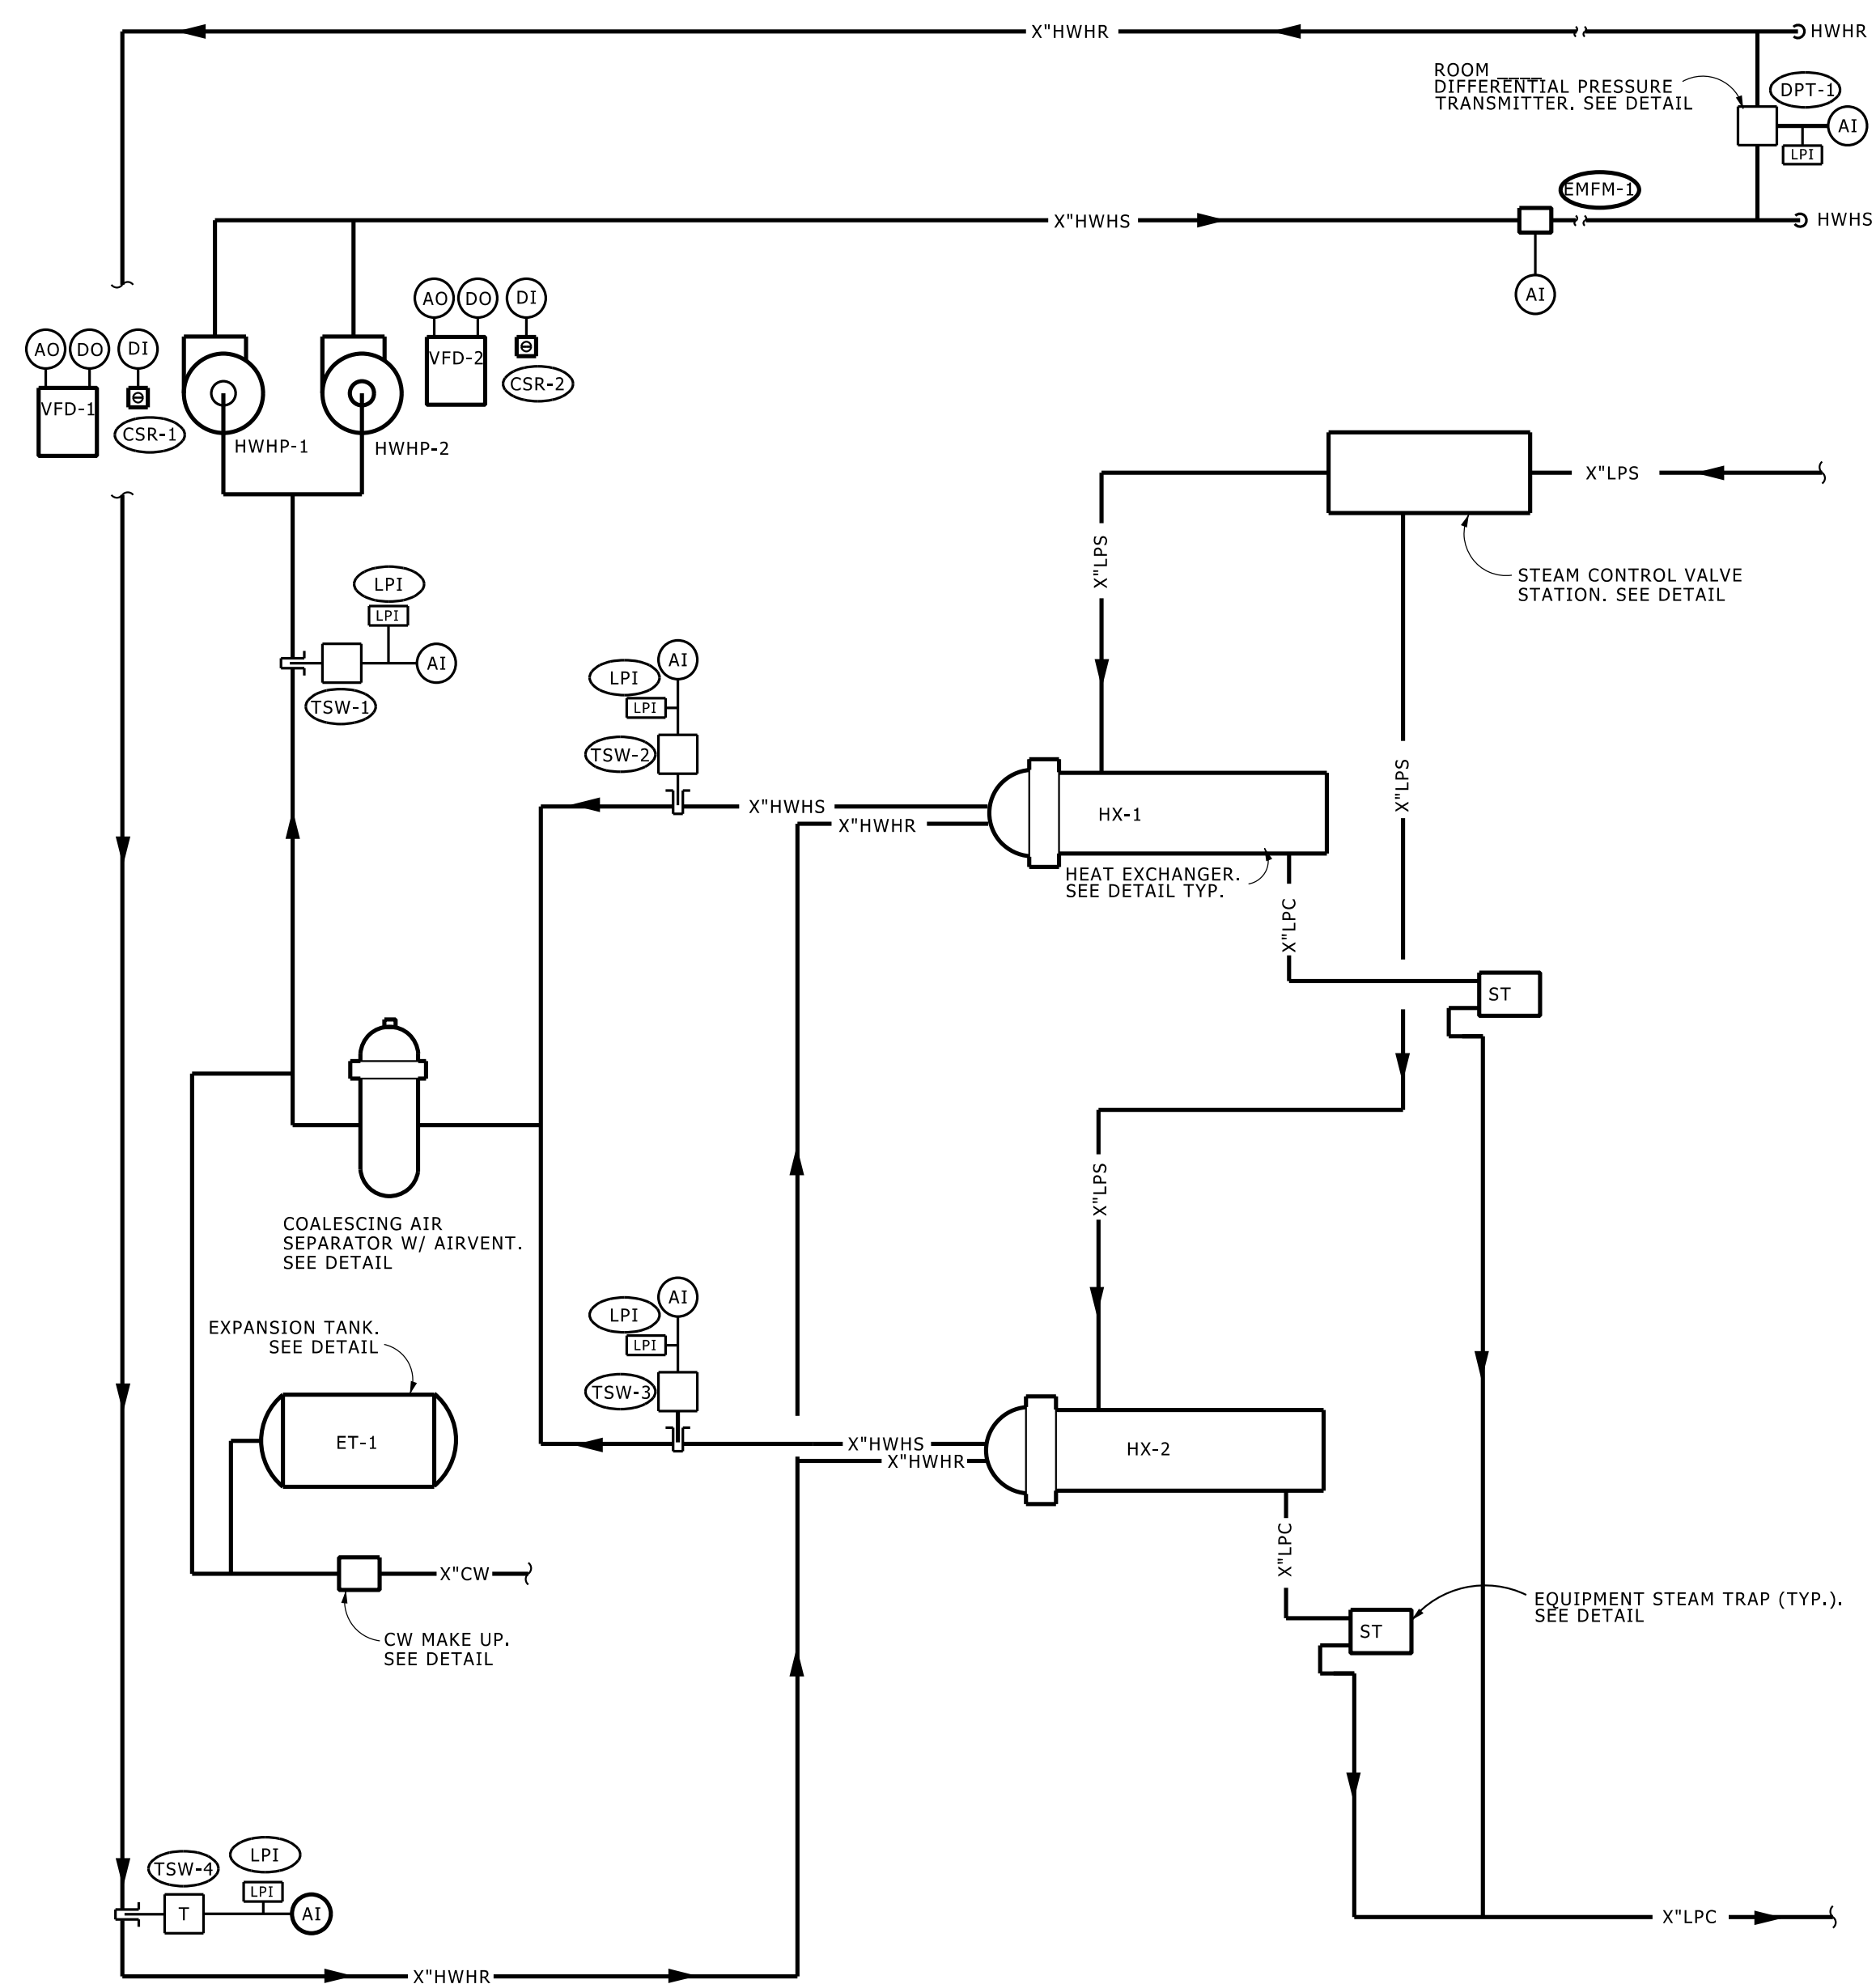 X"HWHR
HWHR
ROOM ____
DIFFERENTIAL PRESSURE
TRANSMITTER. SEE DETAIL
DPT-1
AI
LPI
EMFM-1
X"HWHS
HWHS
AI
AO
DO
DI
VFD-2
CSR-2
AO
DO
DI
VFD-1
CSR-1
HWHP-1
HWHP-2
X"LPS
X"LPS
STEAM CONTROL VALVE
STATION. SEE DETAIL
LPI
LPI
AI
TSW-1
AI
LPI
LPI
TSW-2
X"LPS
X"HWHS
X"HWHR
HX-1
HEAT EXCHANGER.
SEE DETAIL TYP.
X"LPC
ST
X"LPS
COALESCING AIR
SEPARATOR W/ AIRVENT.
SEE DETAIL
AI
LPI
LPI
TSW-3
EXPANSION TANK.
SEE DETAIL
ET-1
X"HWHS
X"HWHR
HX-2
X"LPC
X"CW
CW MAKE UP.
SEE DETAIL
EQUIPMENT STEAM TRAP (TYP.).
SEE DETAIL
ST
TSW-4
LPI
LPI
T
AI
X"LPC
X"HWHR